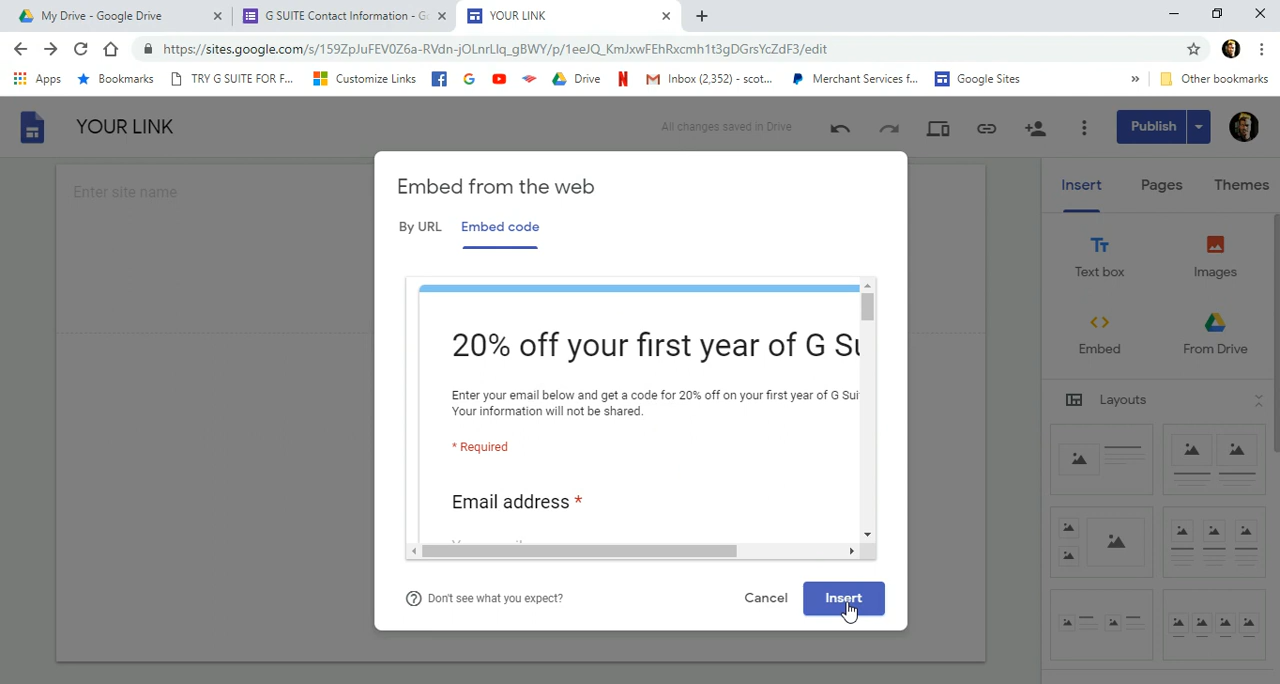 My Drive - Google Drive
G SUITE Contact Information - G
YOUR LINK
https://sites.google.com/s/159ZpJuFEV0Z6a-RVdn-jOLnrLlq_gBWY/p/1eeJQ_KmJxwFEhRxcmh1t3gDGrsYcZdF3/edit
Apps
Bookmarks
TRY G SUITE FOR F...
Customize Links
Drive
Inbox (2,352) - scot...
Merchant Services f...
Google Sites
»
Other bookmarks
YOUR LINK
All changes saved in Drive
Publish
Enter site name
Insert
Pages
Themes
Embed from the web
By URL
Embed code
20% off your first year of G Su
Enter your email below and get a code for 20% off on your first year of G Sui
Your information will not be shared.
* Required
Email address *
Don't see what you expect?
Cancel
Insert
Text box
Images
Embed
From Drive
Layouts